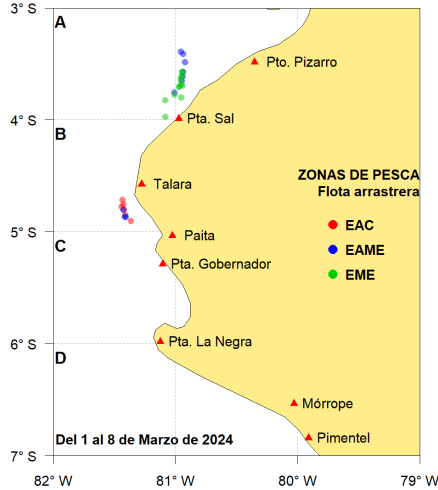 3° S
A
Pto. Pizarro
4° S
Pta. Sal
B
ZONAS DE PESCA
Flota arrastrera
Talara
EAC
5° S
Paita
C
EAME
Pta. Gobernador
EME
6° S
Pta. La Negra
D
Mórrope
Del 1 al 8 de Marzo de 2024
Pimentel
7° S
82° W
81° W
80° W
79° W